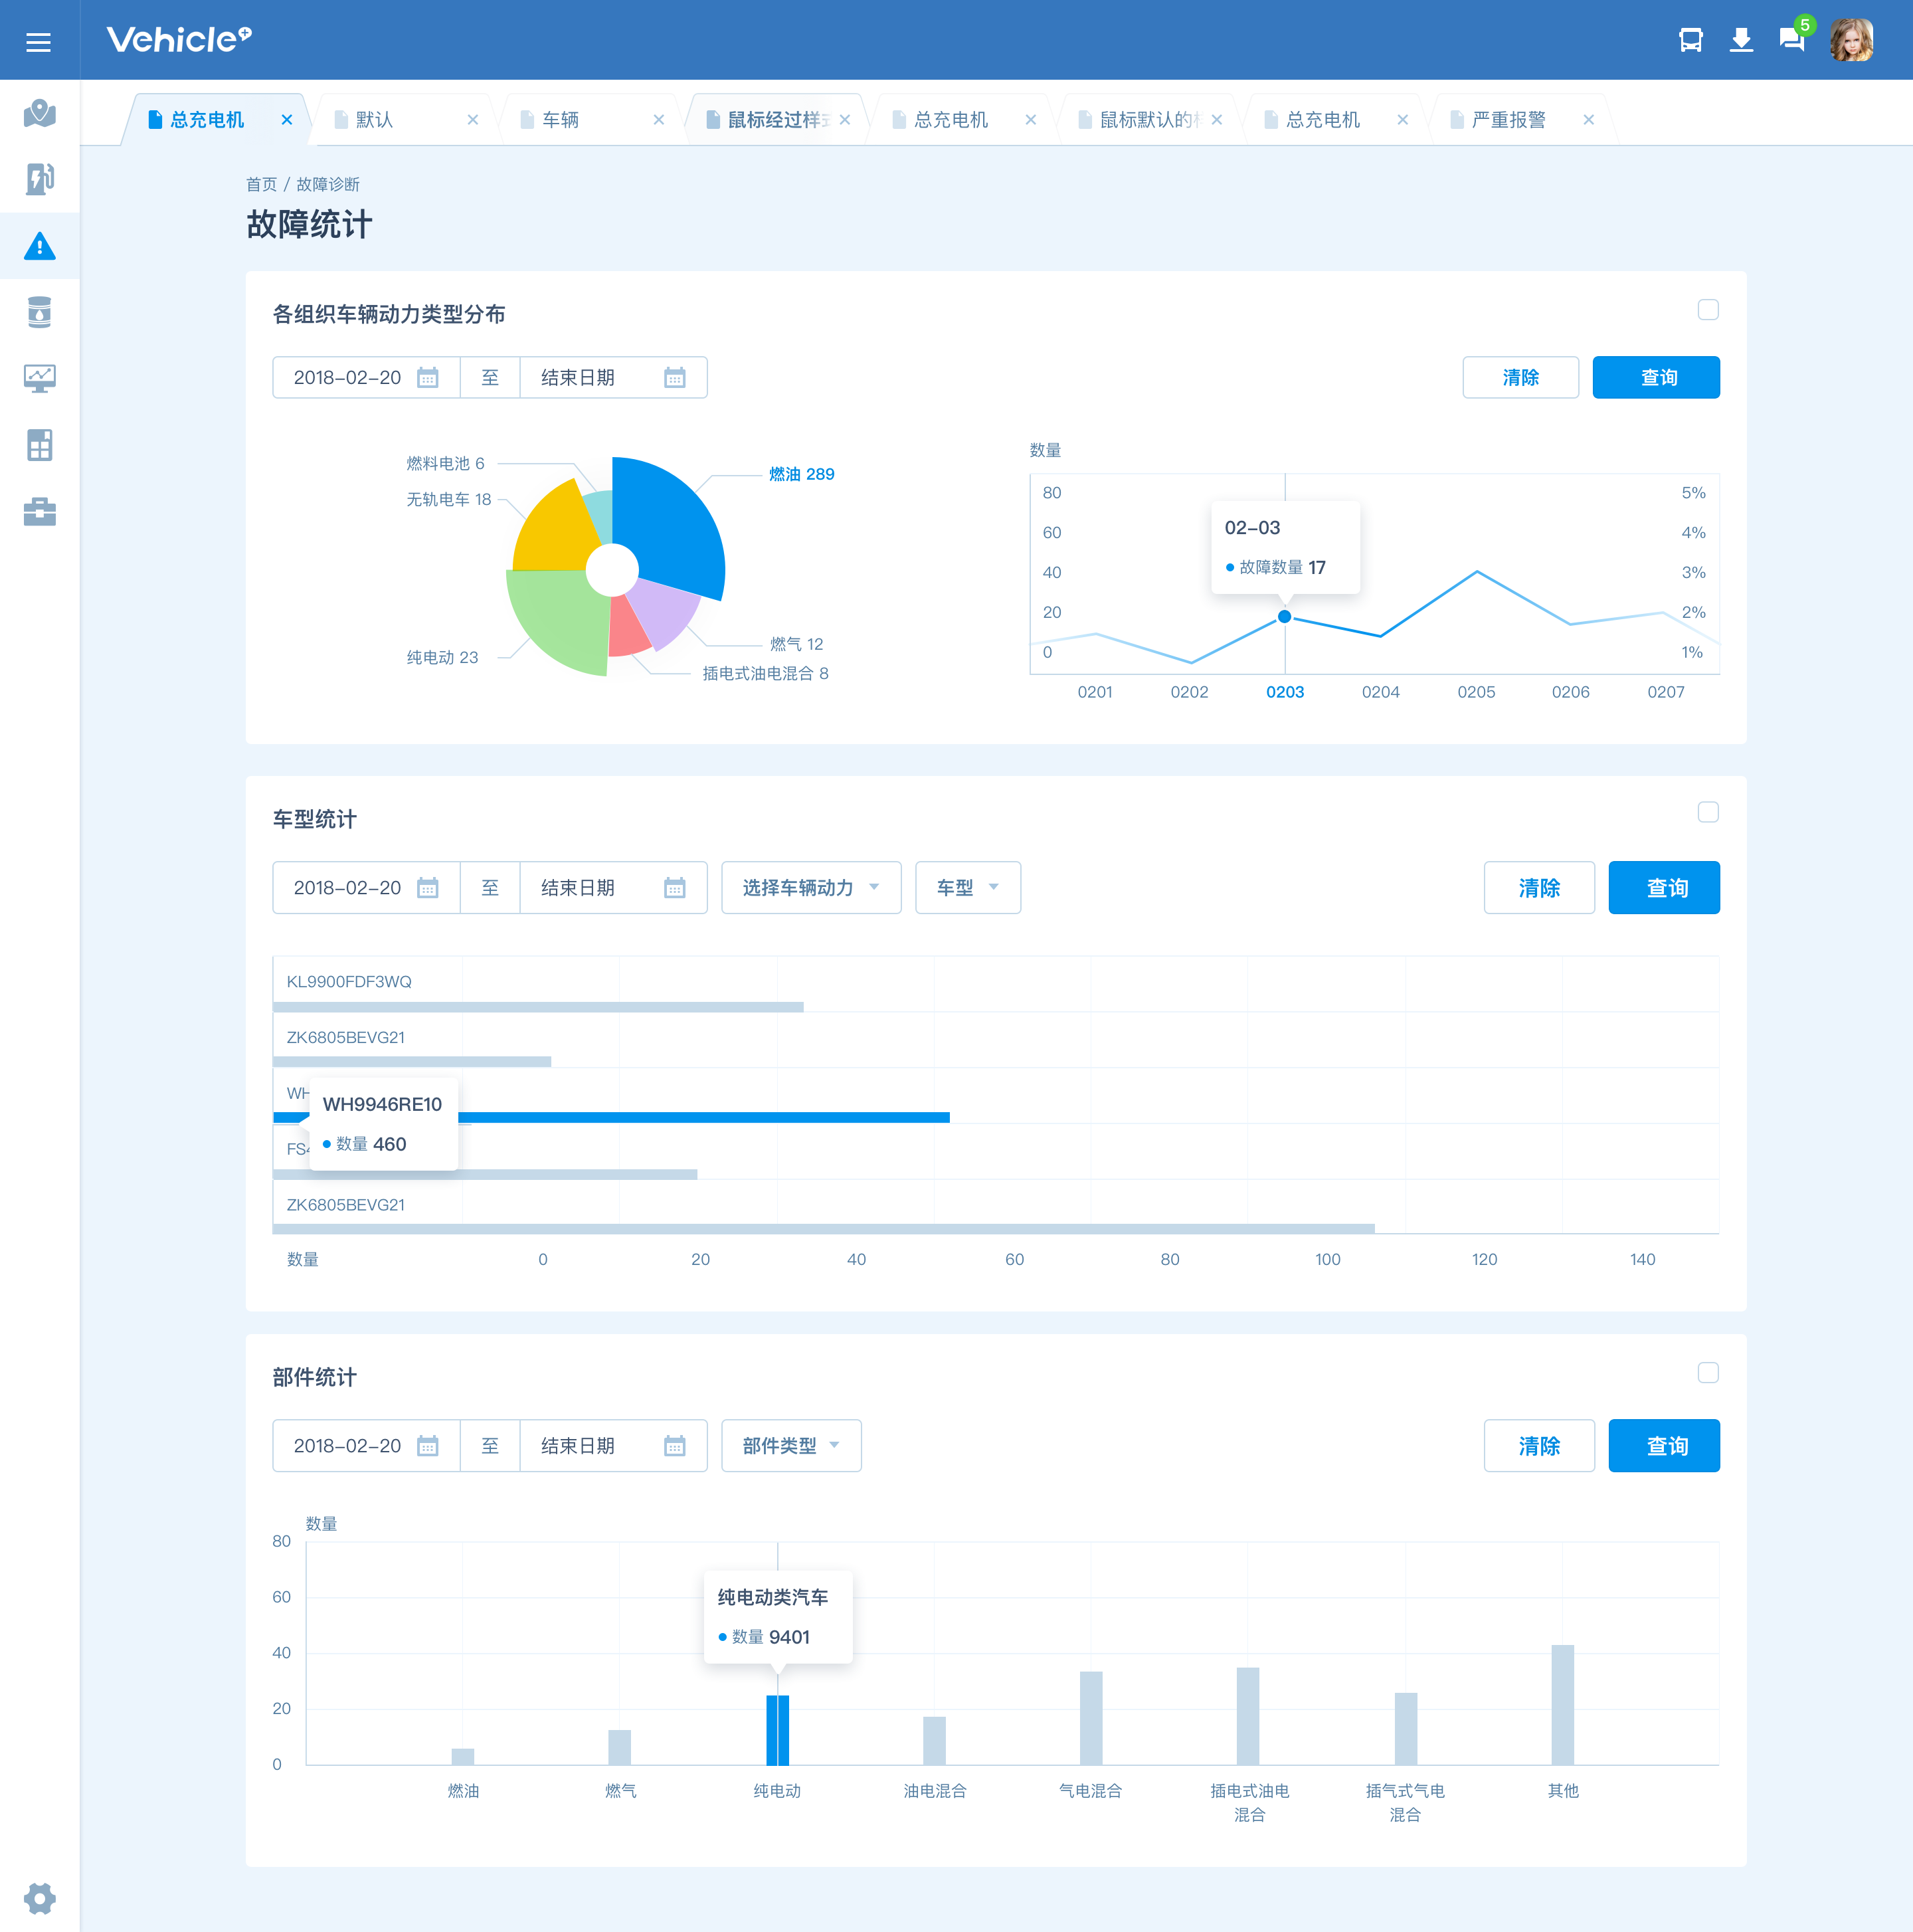 Vehicle+
5
总充电机
默认
车辆
鼠标经过样
总充电机
鼠标默认的
总充电机
严重报警
首页 / 故障诊断
故障统计
各组织车辆动力类型分布
2018-02-20 至 结束日期
清除 查询
燃料电池 6
无轨电车 18
燃油 289
纯电动 23
燃气 12
插电式油电混合 8
数量
80 5%
60 4%
40 3%
20 2%
0 1%
02-03
故障数量 17
0201 0202 0203 0204 0205 0206 0207
车型统计
2018-02-20 至 结束日期 选择车辆动力 车型
清除 查询
KL9900FDF3WQ
ZK6805BEVG21
WH
WH9946RE10
数量 460
FS
ZK6805BEVG21
数量 0 20 40 60 80 100 120 140
部件统计
2018-02-20 至 结束日期 部件类型
清除 查询
数量
80
60
40
20
0
纯电动类汽车
数量 9401
燃油 燃气 纯电动 油电混合 气电混合 插电式油电 插气式气电 其他
混合 混合